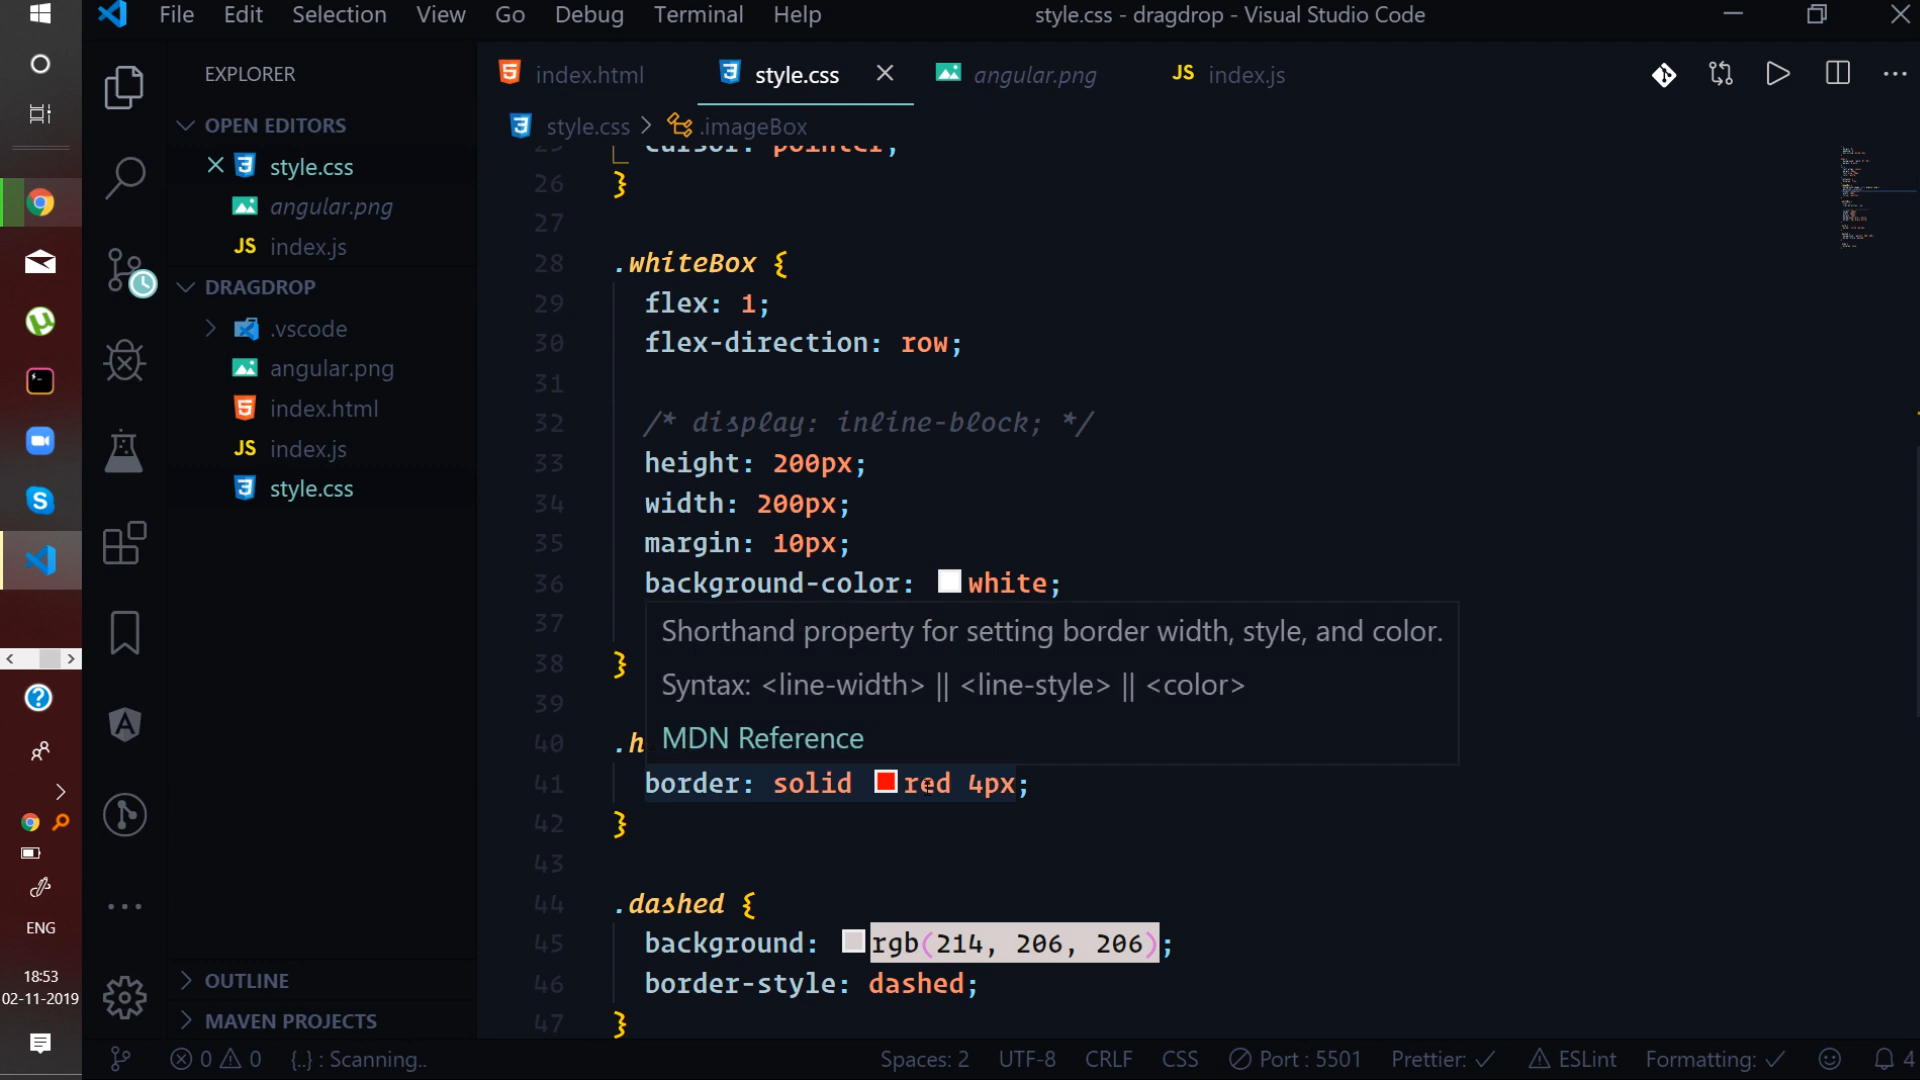 File Edit Selection View Go Debug Terminal Help
style.css - dragdrop - Visual Studio Code
EXPLORER
OPEN EDITORS
style.css
angular.png
JS index.js
DRAGDROP
.vscode
angular.png
index.html
JS index.js
style.css
OUTLINE
MAVEN PROJECTS
index.html style.css angular.png JS index.js
style.css > .imageBox
25 cursor: pointer;
26 }
27
28 .whiteBox {
29 flex: 1;
30 flex-direction: row;
31
32 /* display: inline-block; */
33 height: 200px;
34 width: 200px;
35 margin: 10px;
36 background-color: white;
37
Shorthand property for setting border width, style, and color.
38 }
Syntax: <line-width> || <line-style> || <color>
39
MDN Reference
40 .h
41 border: solid red 4px;
42 }
43
44 .dashed {
45 background: rgb(214, 206, 206);
46 border-style: dashed;
47 }
ENG
18:53
02-11-2019
0 0 {..} : Scanning.. Spaces: 2 UTF-8 CRLF CSS Port : 5501 Prettier: ✓ ESLint Formatting: ✓ 4